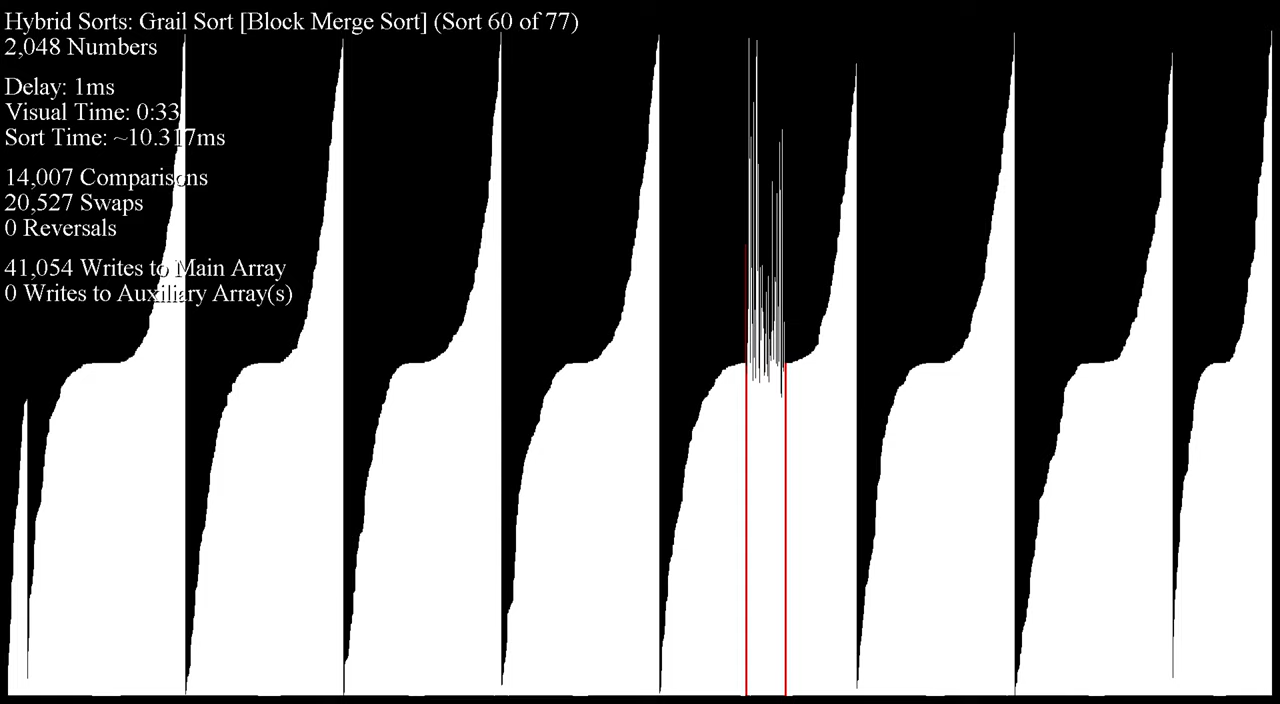 Hybrid Sorts: Grail Sort [Block Merge Sort] (Sort 60 of 77)
2,048 Numbers
Delay: 1ms
Visual Time: 0:33
Sort Time: ~10.317ms
14,007 Comparisons
20,527 Swaps
0 Reversals
41,054 Writes to Main Array
0 Writes to Auxiliary Array(s)